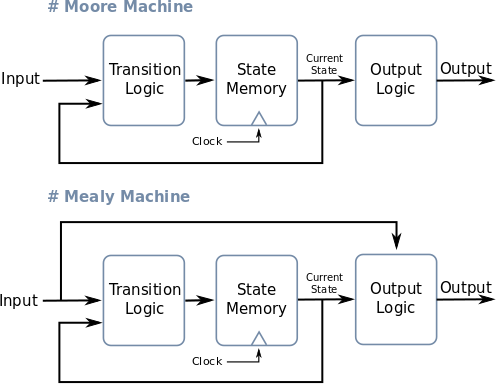 # Moore Machine
Input
Transition
Logic
State
Memory
Clock
Current
State
Output
Logic
Output
# Mealy Machine
Input
Transition
Logic
State
Memory
Clock
Current
State
Output
Logic
Output